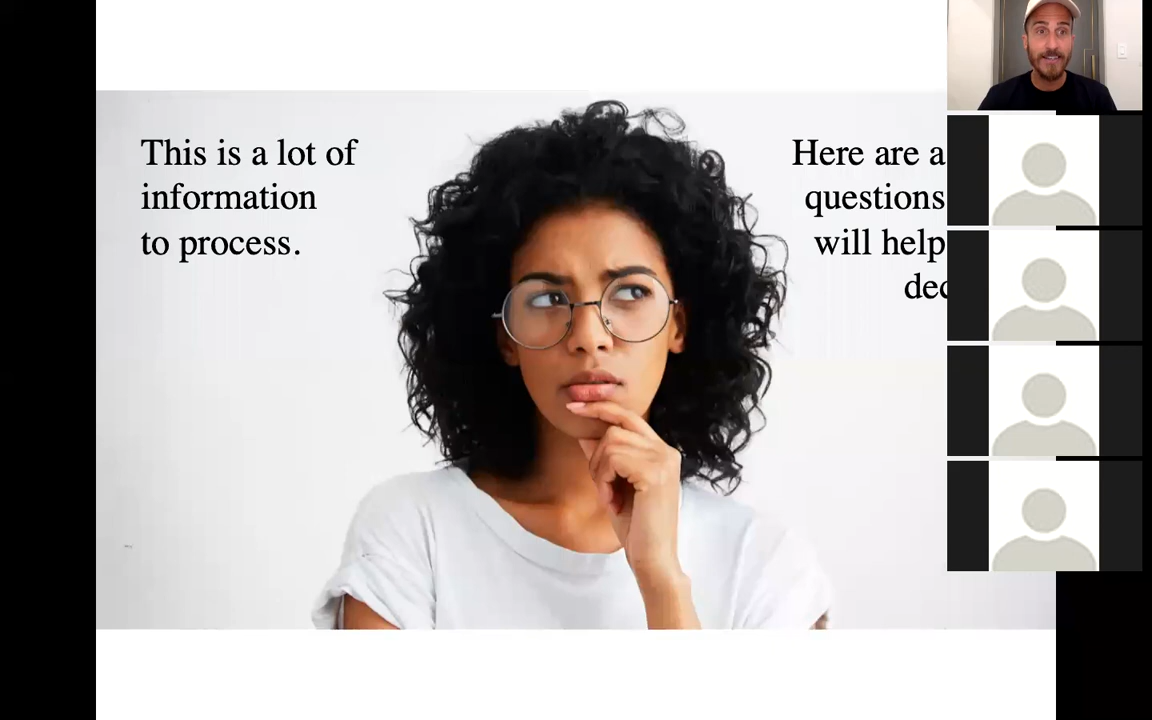 This is a lot of
information
to process.
Here are a
questions
will help